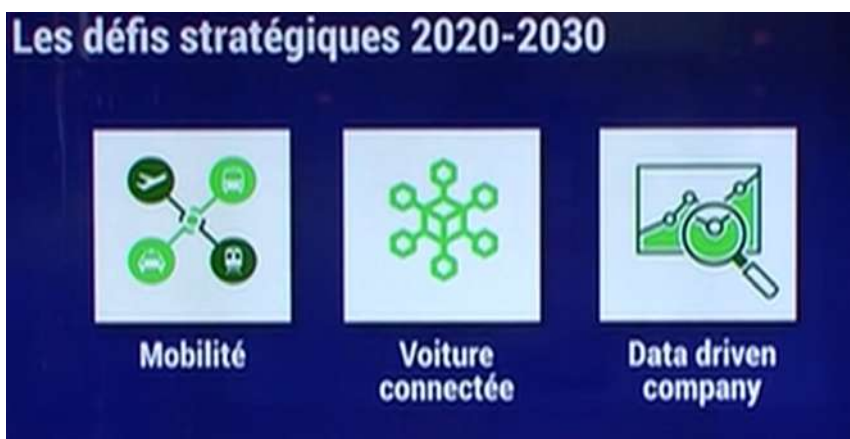 Les défis stratégiques 2020-2030
Mobilité
Voiture
connectée
Data driven
company